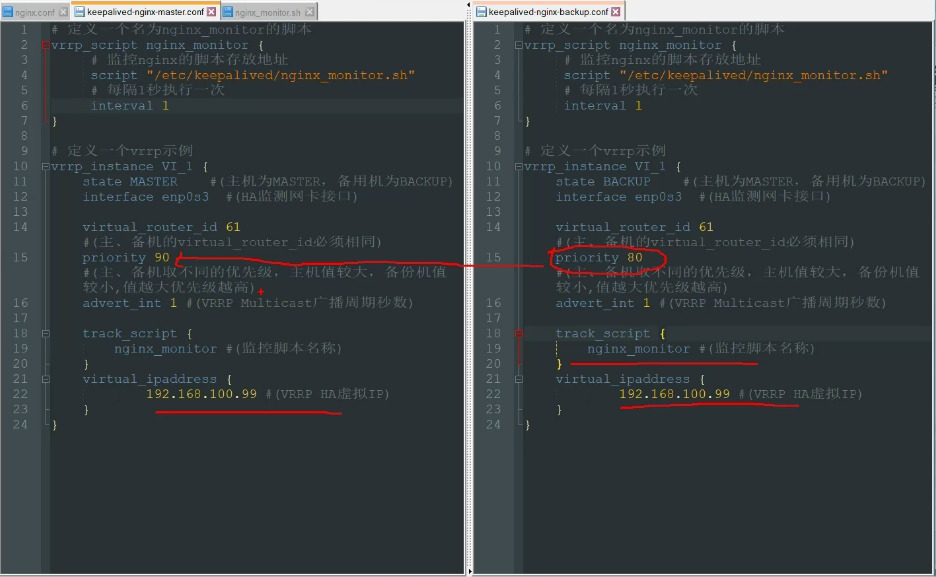 nginx.conf
keepalived-nginx-master.conf
nginx_monitor.sh
1 # 定义一个名为nginx_monitor的脚本
2 vrrp_script nginx_monitor {
3 # 监控nginx的脚本存放地址
4 script "/etc/keepalived/nginx_monitor.sh"
5 # 每隔1秒执行一次
6 interval 1
7 }
8
9 # 定义一个vrrp示例
10 vrrp_instance VI_1 {
11 state MASTER #(主机为MASTER，备用机为BACKUP)
12 interface enp0s3 #(HA监测网卡接口)
13
14 virtual_router_id 61
#(主、备机的virtual_router_id必须相同)
15 priority 90
#(主、备机取不同的优先级，主机值较大，备份机值
较小,值越大优先级越高)
16 advert_int 1 #(VRRP Multicast广播周期秒数)
17
18 track_script {
19 nginx_monitor #(监控脚本名称)
20 }
21 virtual_ipaddress {
22 192.168.100.99 #(VRRP HA虚拟IP)
23 }
24 }
keepalived-nginx-backup.conf
1 # 定义一个名为nginx_monitor的脚本
2 vrrp_script nginx_monitor {
3 # 监控nginx的脚本存放地址
4 script "/etc/keepalived/nginx_monitor.sh"
5 # 每隔1秒执行一次
6 interval 1
7 }
8
9 # 定义一个vrrp示例
10 vrrp_instance VI_1 {
11 state BACKUP #(主机为MASTER，备用机为BACKUP)
12 interface enp0s3 #(HA监测网卡接口)
13
14 virtual_router_id 61
#(主、备机的virtual_router_id必须相同)
15 priority 80
#(主、备机取不同的优先级，主机值较大，备份机值
较小,值越大优先级越高)
16 advert_int 1 #(VRRP Multicast广播周期秒数)
17
18 track_script {
19 nginx_monitor #(监控脚本名称)
20 }
21 virtual_ipaddress {
22 192.168.100.99 #(VRRP HA虚拟IP)
23 }
24 }